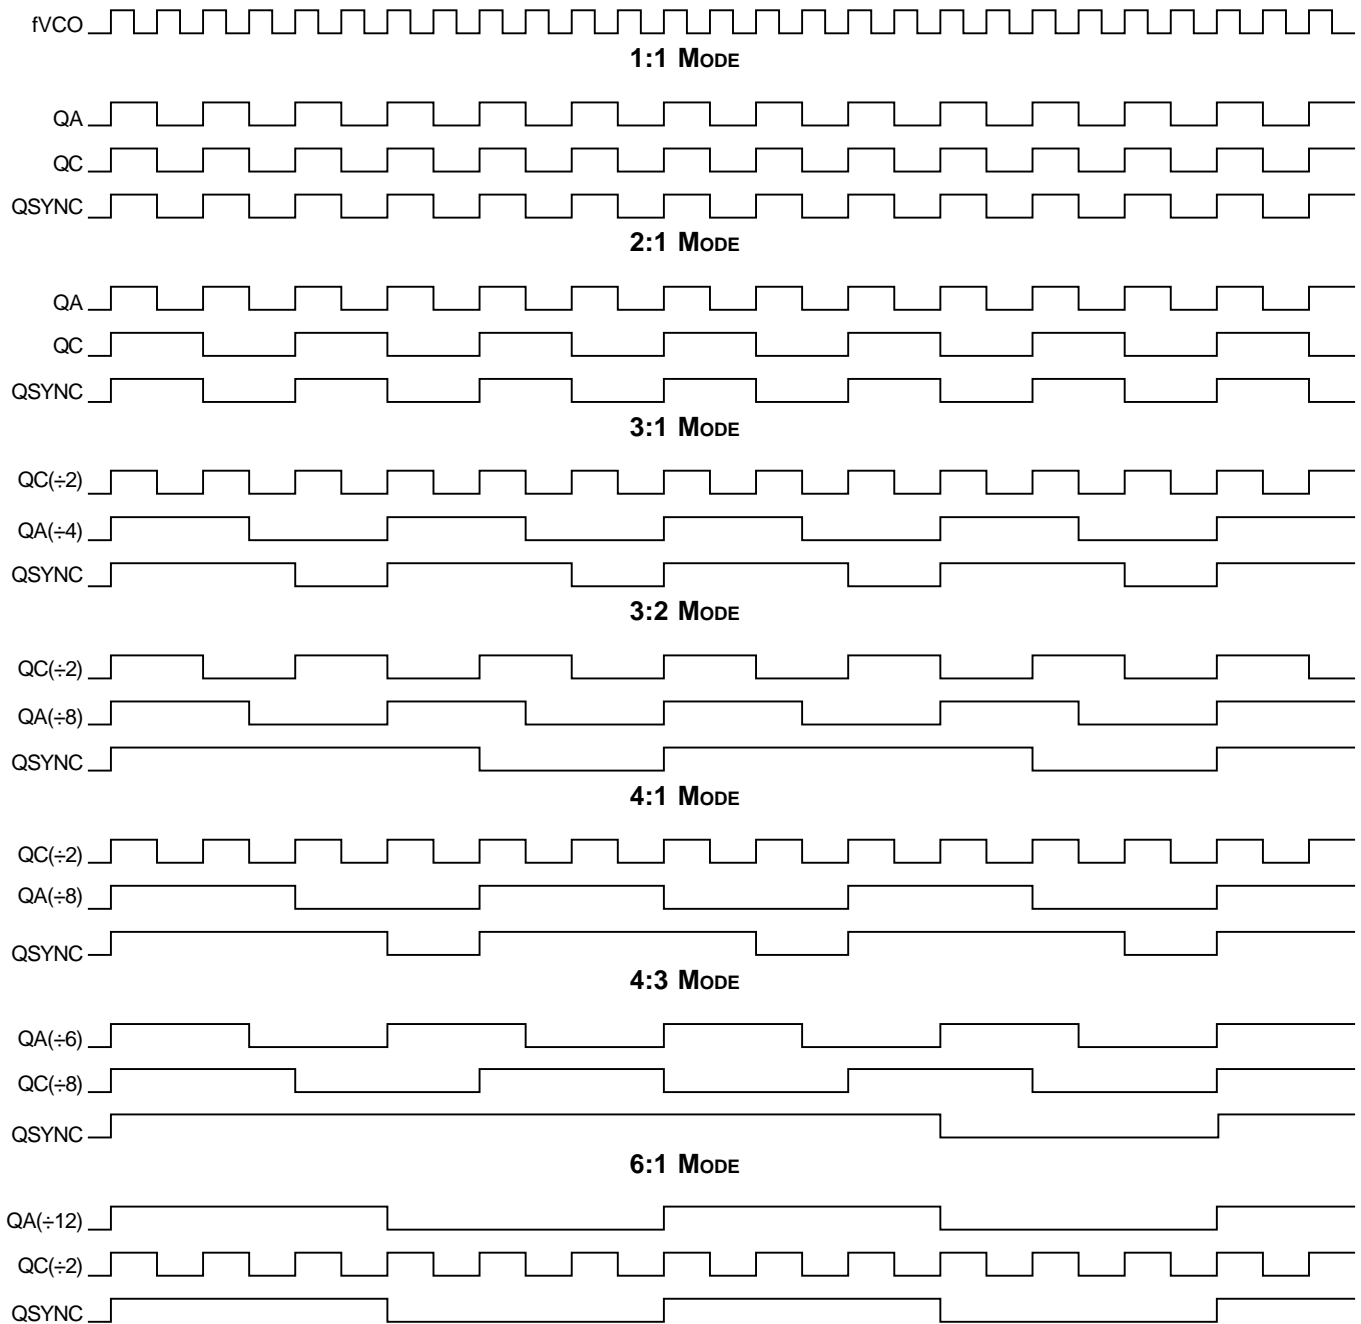 fVCO
1:1 MODE
QA
QC
QSYNC
2:1 MODE
QA
QC
QSYNC
3:1 MODE
QC(÷2)
QA(÷4)
QSYNC
3:2 MODE
QC(÷2)
QA(÷8)
QSYNC
4:1 MODE
QC(÷2)
QA(÷8)
QSYNC
4:3 MODE
QA(÷6)
QC(÷8)
QSYNC
6:1 MODE
QA(÷12)
QC(÷2)
QSYNC